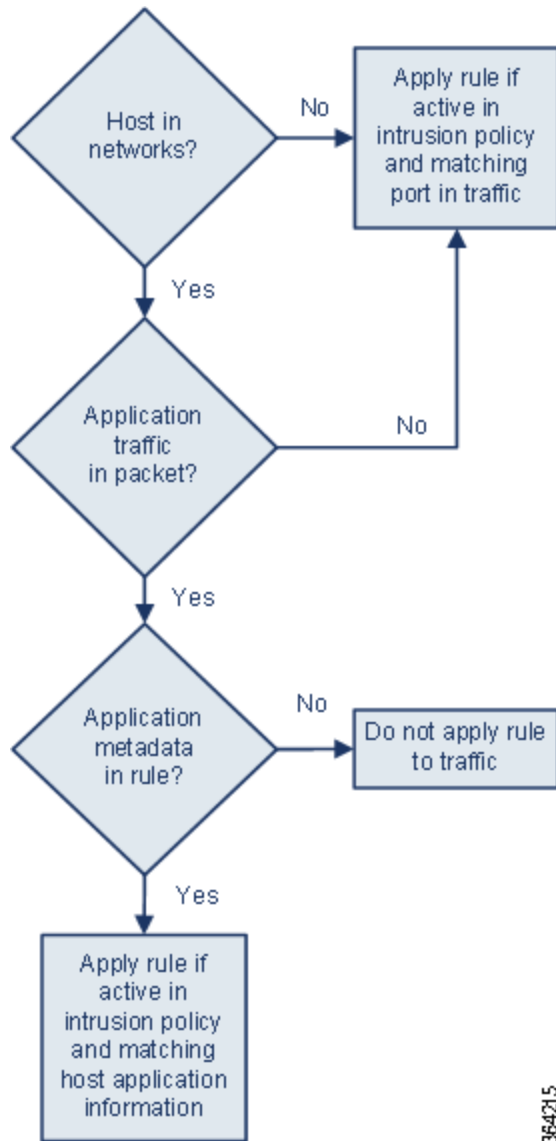 Host in
networks?
No
Apply rule if
active in
intrusion policy
and matching
port in traffic
Yes
Application
traffic
in packet?
No
Yes
Application
metadada
in rule?
No
Do not apply rule
to traffic
Yes
Apply rule if
active in
intrusion policy
and matching
host application
information
364215